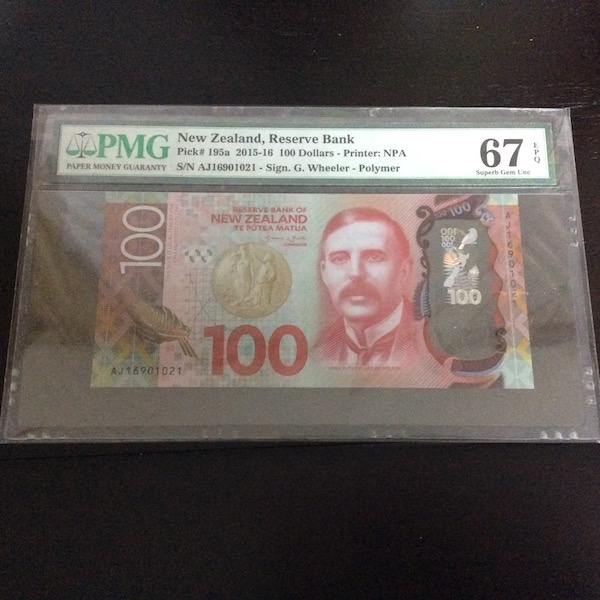 PMG
PAPER MONEY GUARANTY
New Zealand, Reserve Bank
Pick# 195a 2015-16 100 Dollars - Printer: NPA
S/N AJ16901021 - Sign. G. Wheeler - Polymer
67 EPQ
Superb Gem Unc
100
RESERVE BANK OF
NEW ZEALAND
TE PŪTEA MATUA
GOVERNOR
100
AJ16901021
100
100
AJ1690102